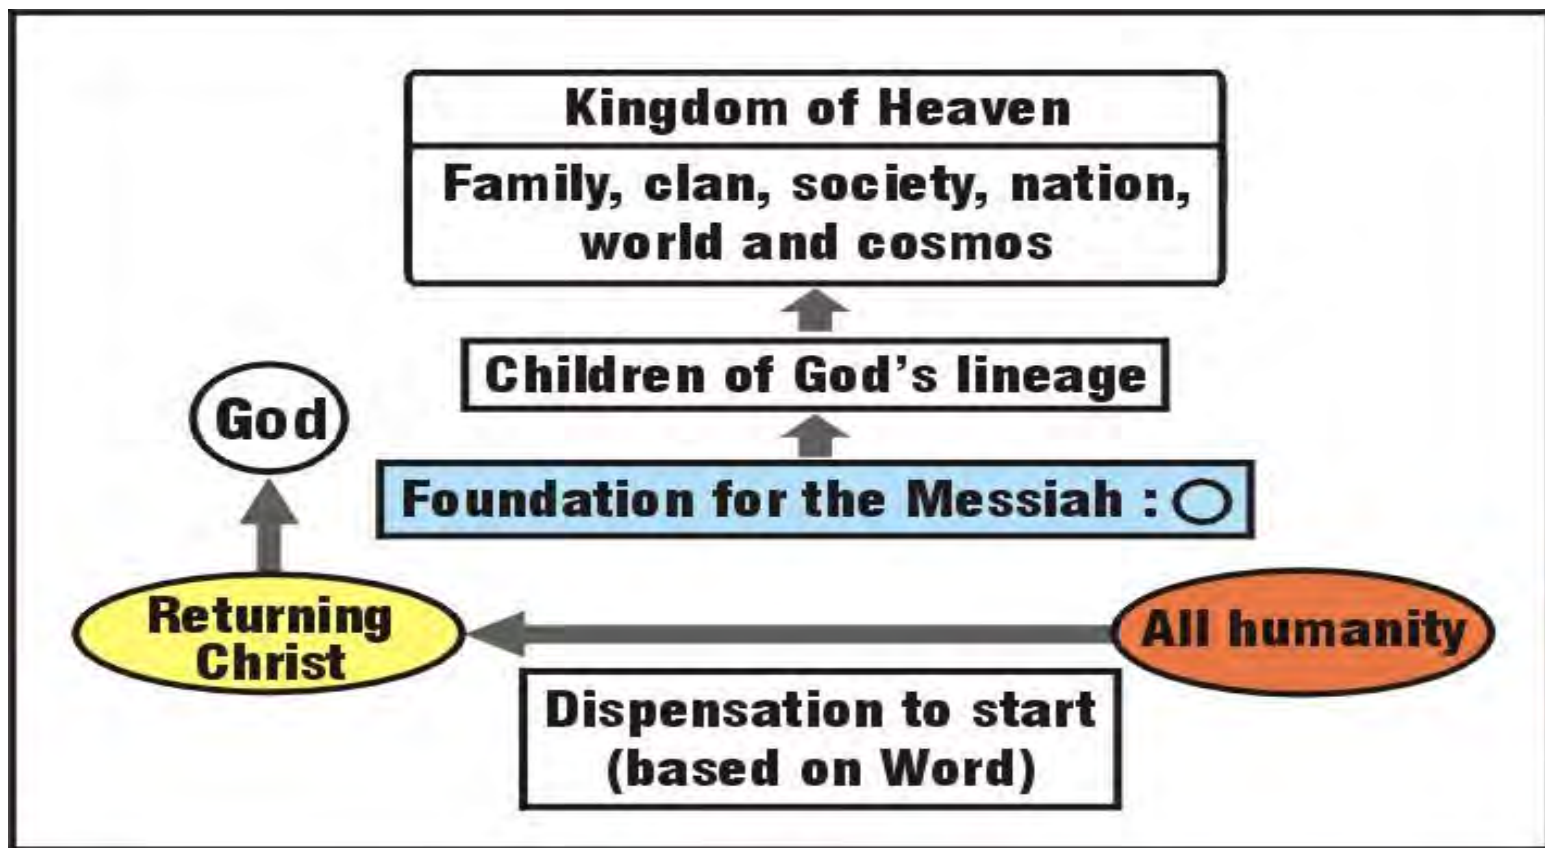 Kingdom of Heaven
Family, clan, society, nation,
world and cosmos
Children of God's lineage
God
Foundation for the Messiah : ○
Returning
Christ
All humanity
Dispensation to start
(based on Word)